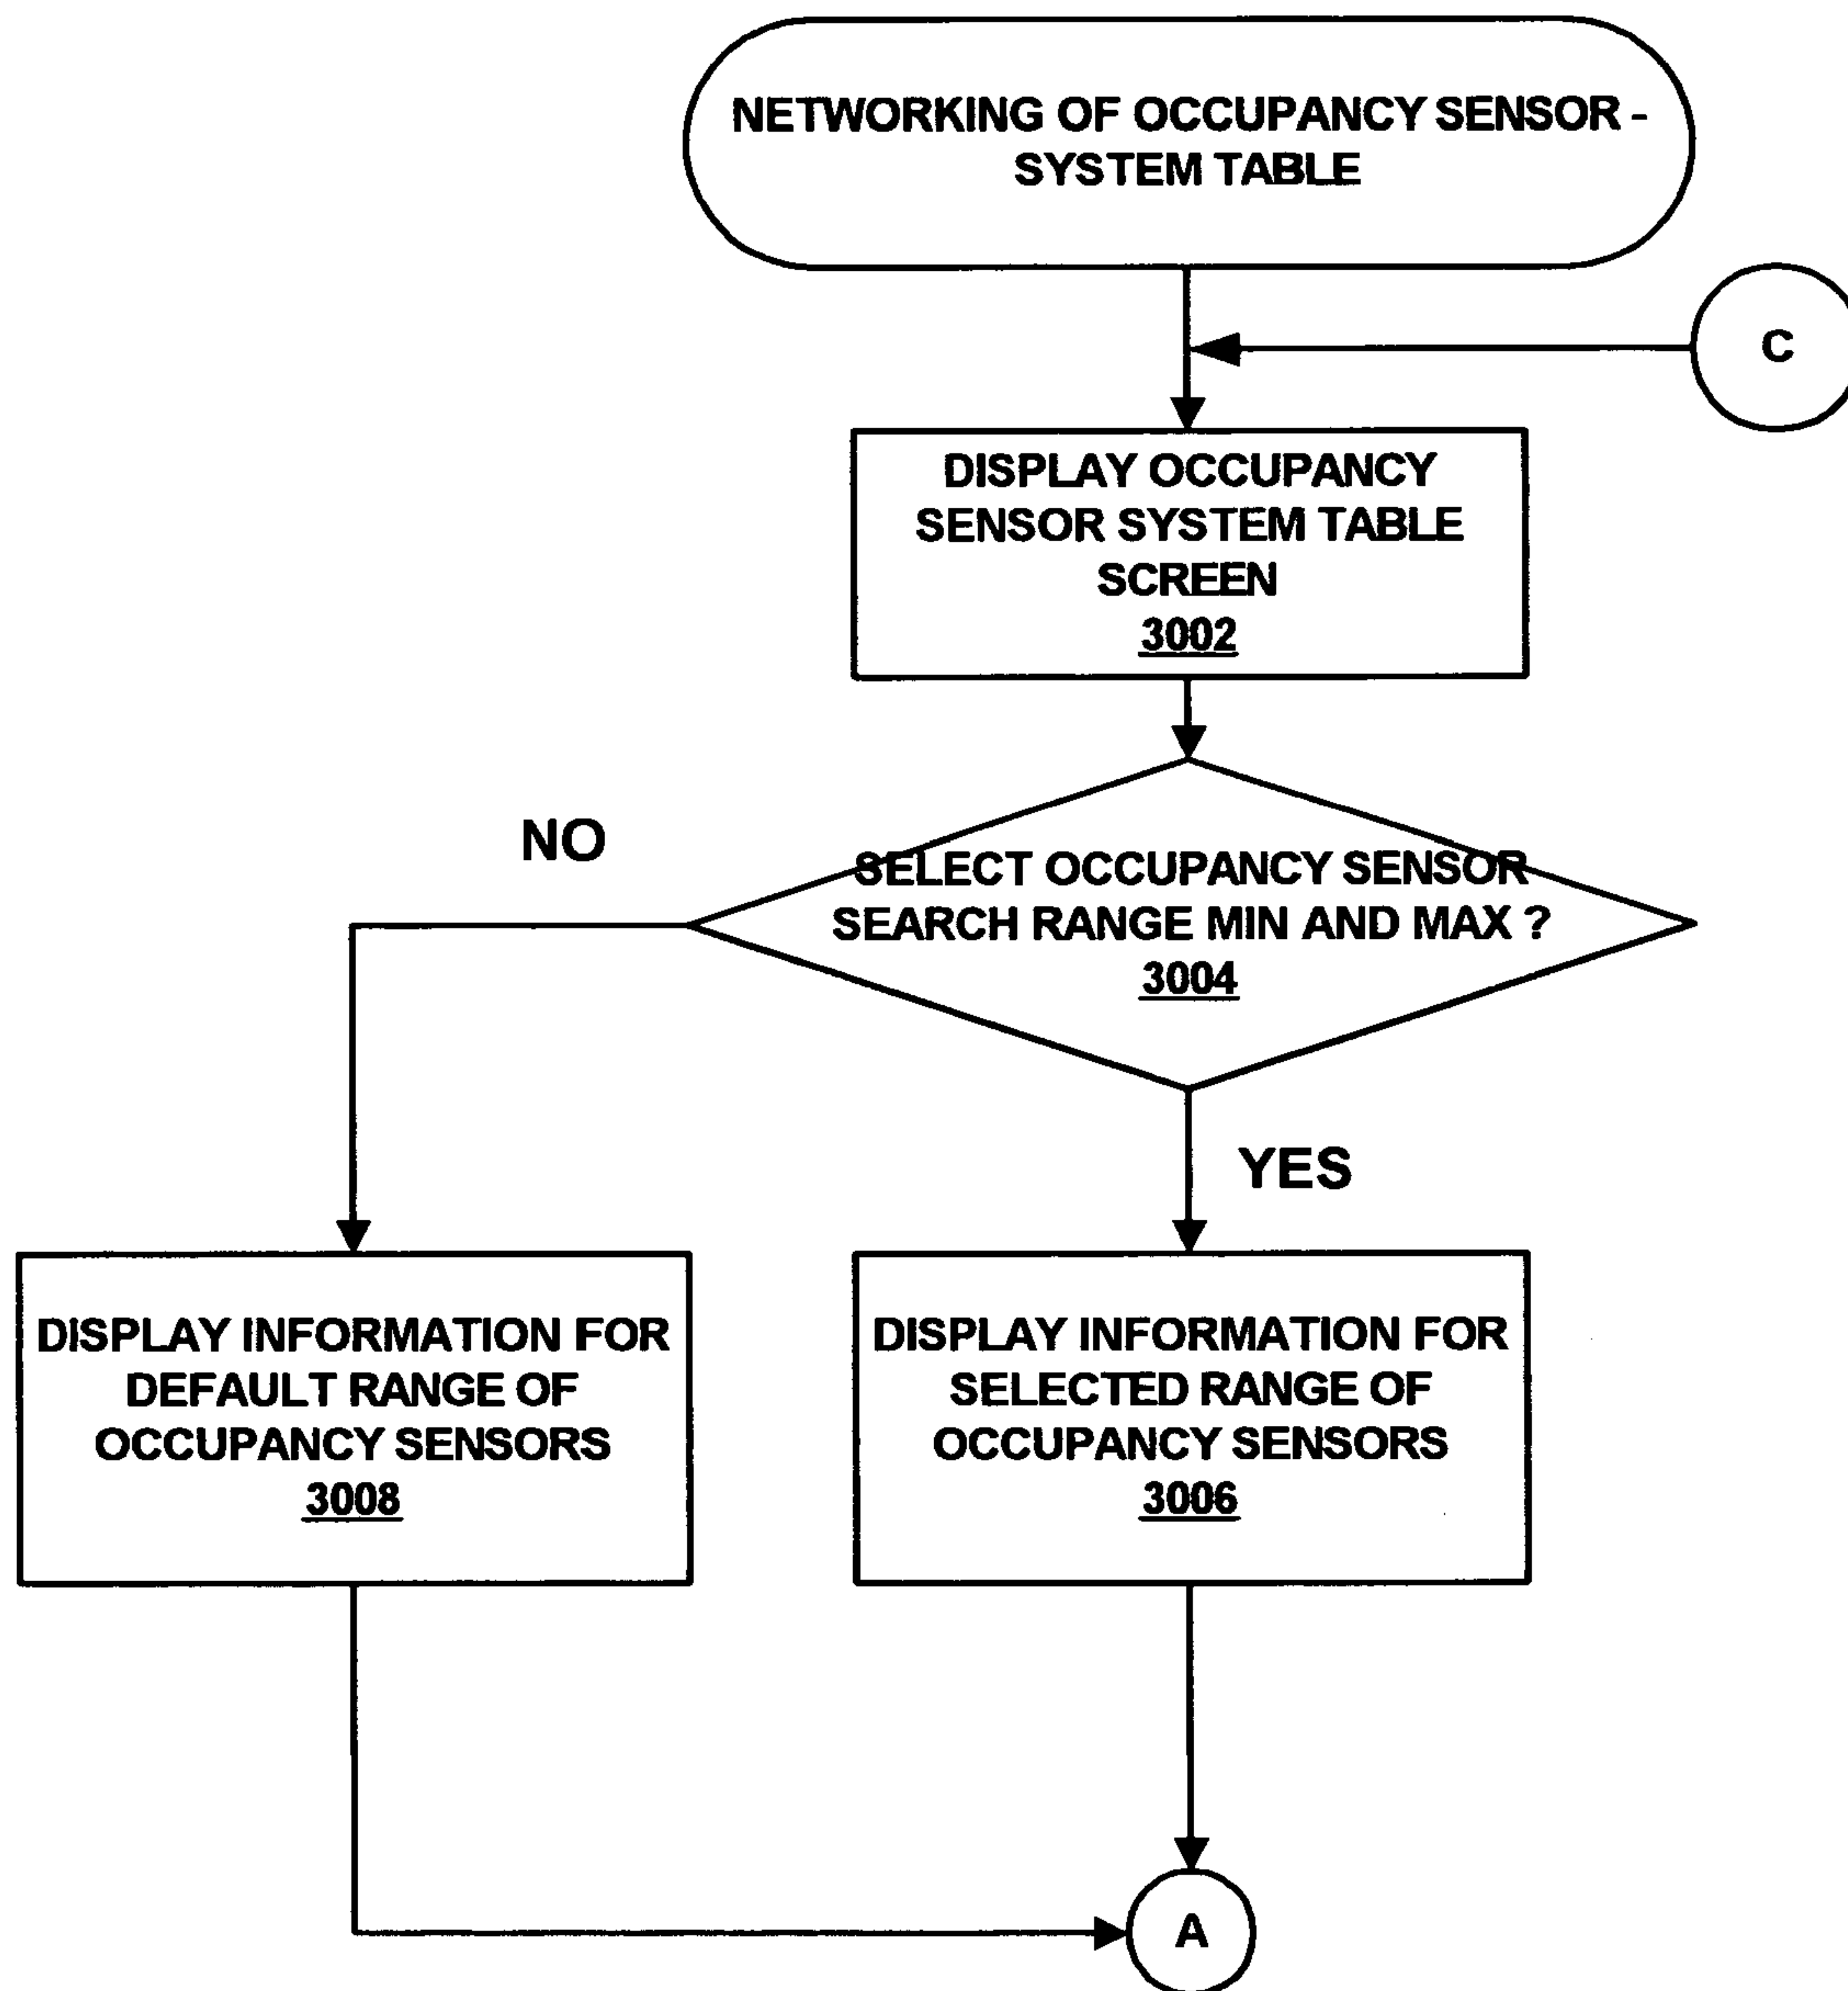 NETWORKING OF OCCUPANCY SENSOR -
SYSTEM TABLE
C
DISPLAY OCCUPANCY
SENSOR SYSTEM TABLE
SCREEN
3002
NO
SELECT OCCUPANCY SENSOR
SEARCH RANGE MIN AND MAX ?
3004
YES
DISPLAY INFORMATION FOR
DEFAULT RANGE OF
OCCUPANCY SENSORS
3008
DISPLAY INFORMATION FOR
SELECTED RANGE OF
OCCUPANCY SENSORS
3006
A